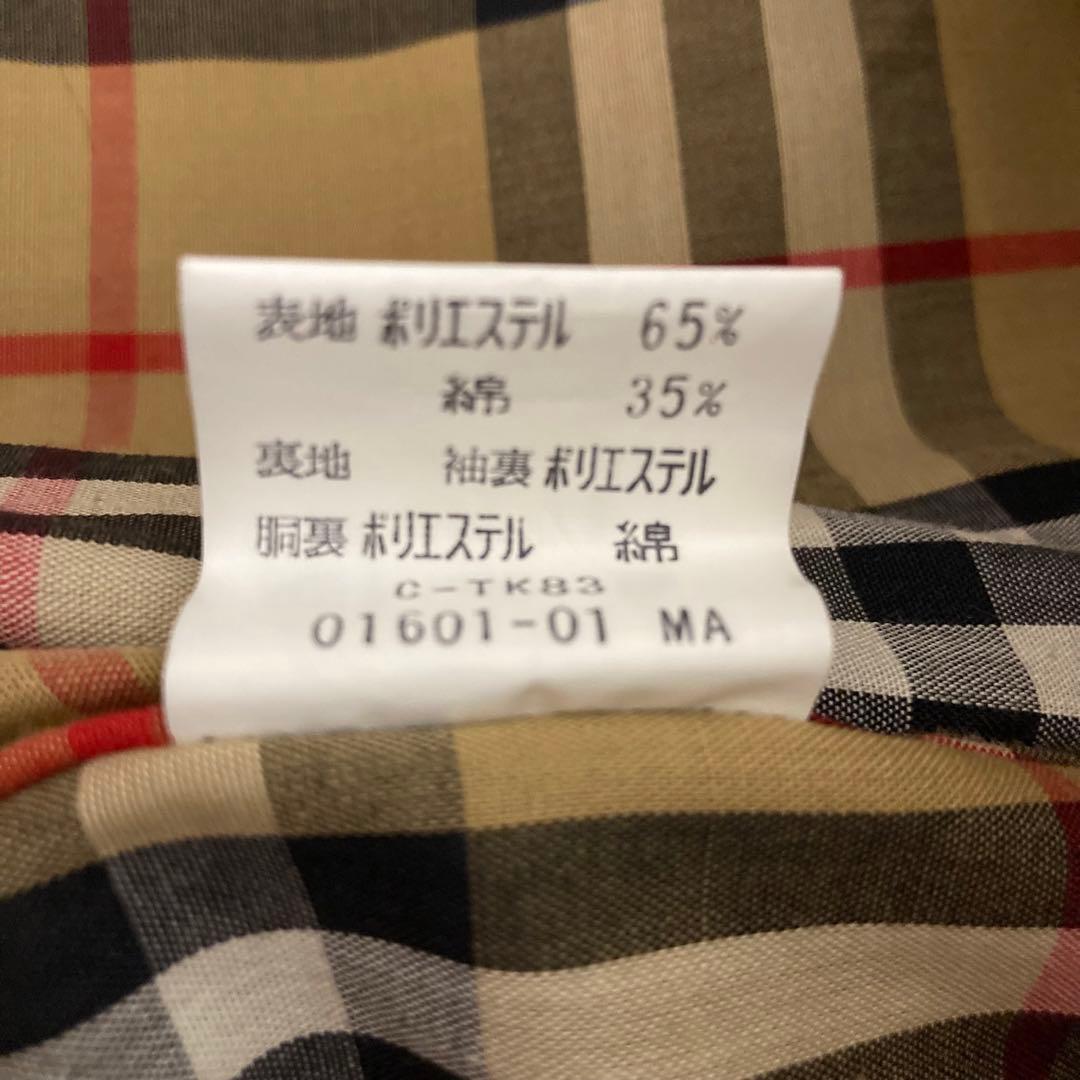 表地 ポリエステル 65%
綿 35%
裏地 袖裏 ポリエステル
胴裏 ポリエステル 綿
C-TK83
01601-01 MA